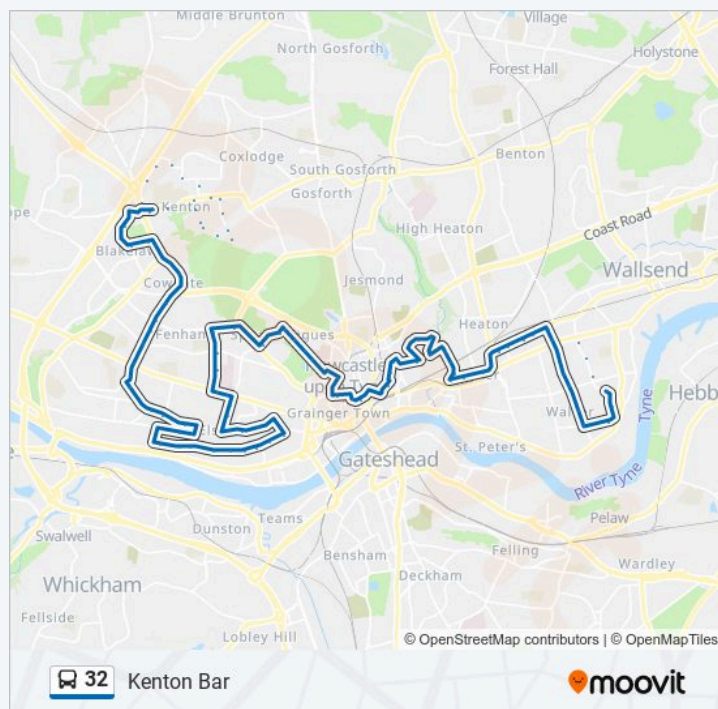 Middle Brunton
North Gosforth
Village
Holystone
Forest Hall
Coxlodge
Benton
South Gosforth
Gosforth
Kenton
High Heaton
Coast Road
Wallsend
Jesmond
Fenham
Heaton
Grainger Town
St. Peter's
Hebb
Tyne
Gateshead
River Tyne
Teams
Dunston
Swalwell
Pelaw
Felling
Bensham
Wardley
Deckham
Whickham
Fellside
Lobley Hill
© OpenStreetMap contributors | © OpenMapTiles
32 Kenton Bar
moovit